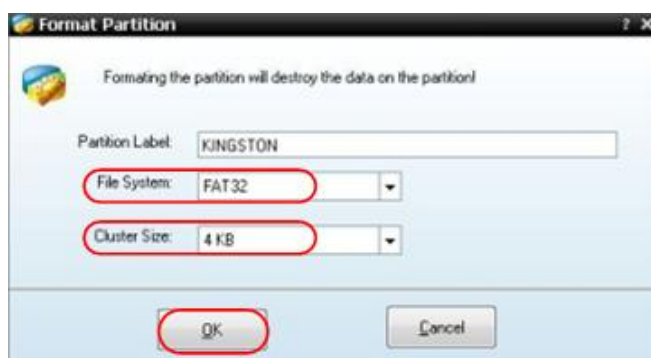 Format Partition ? X
Formating the partition will destroy the data on the partition!
Partition Label: KINGSTON
File System: FAT32
Cluster Size: 4 KB
OK Cancel